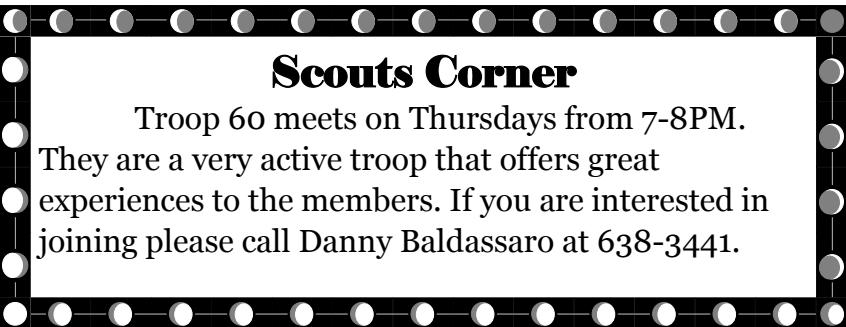 Scouts Corner
Troop 60 meets on Thursdays from 7-8PM.
They are a very active troop that offers great
experiences to the members. If you are interested in
joining please call Danny Baldassaro at 638-3441.